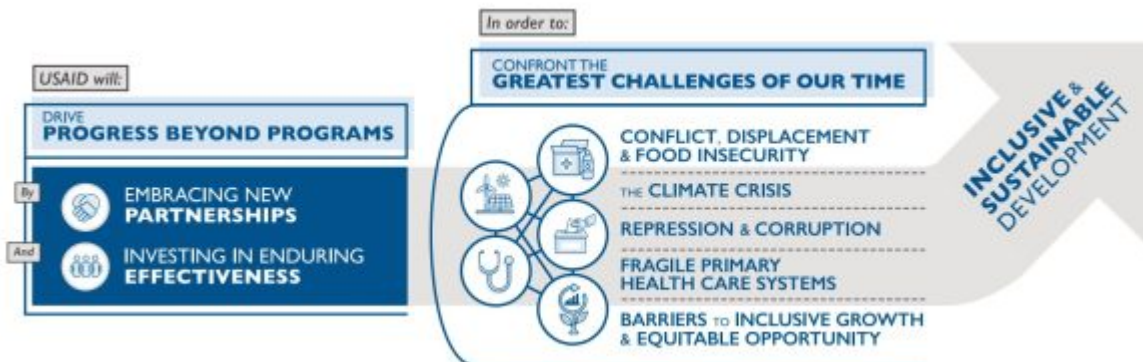 USAID will:
DRIVE
PROGRESS BEYOND PROGRAMS
By
EMBRACING NEW
PARTNERSHIPS
And
INVESTING IN ENDURING
EFFECTIVENESS
In order to:
CONFRONT THE
GREATEST CHALLENGES OF OUR TIME
CONFLICT, DISPLACEMENT
& FOOD INSECURITY
THE CLIMATE CRISIS
REPRESSION & CORRUPTION
FRAGILE PRIMARY
HEALTH CARE SYSTEMS
BARRIERS TO INCLUSIVE GROWTH
& EQUITABLE OPPORTUNITY
INCLUSIVE &
SUSTAINABLE
DEVELOPMENT